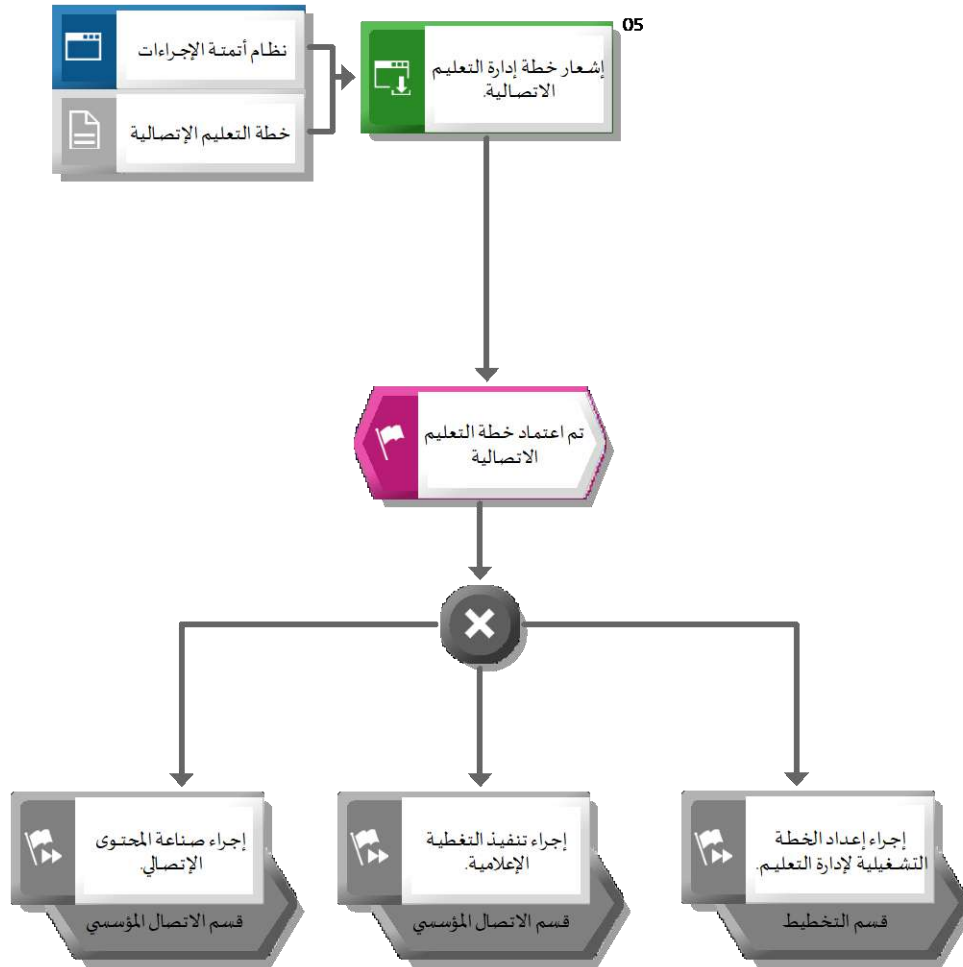 05
إشعار خطة إدارة التعليم
الاتصالية.
نظام أتمتة الإجراءات
خطة التعليم الإتصالية
تم اعتماد خطة التعليم
الاتصالية
إجراء إعداد الخطة
التشغيلية لإدارة التعليم.
قسم التخطيط
إجراء تنفيذ التغطية
الإعلامية.
قسم الاتصال المؤسسي
إجراء صناعة المحتوى
الإتصالي.
قسم الاتصال المؤسسي